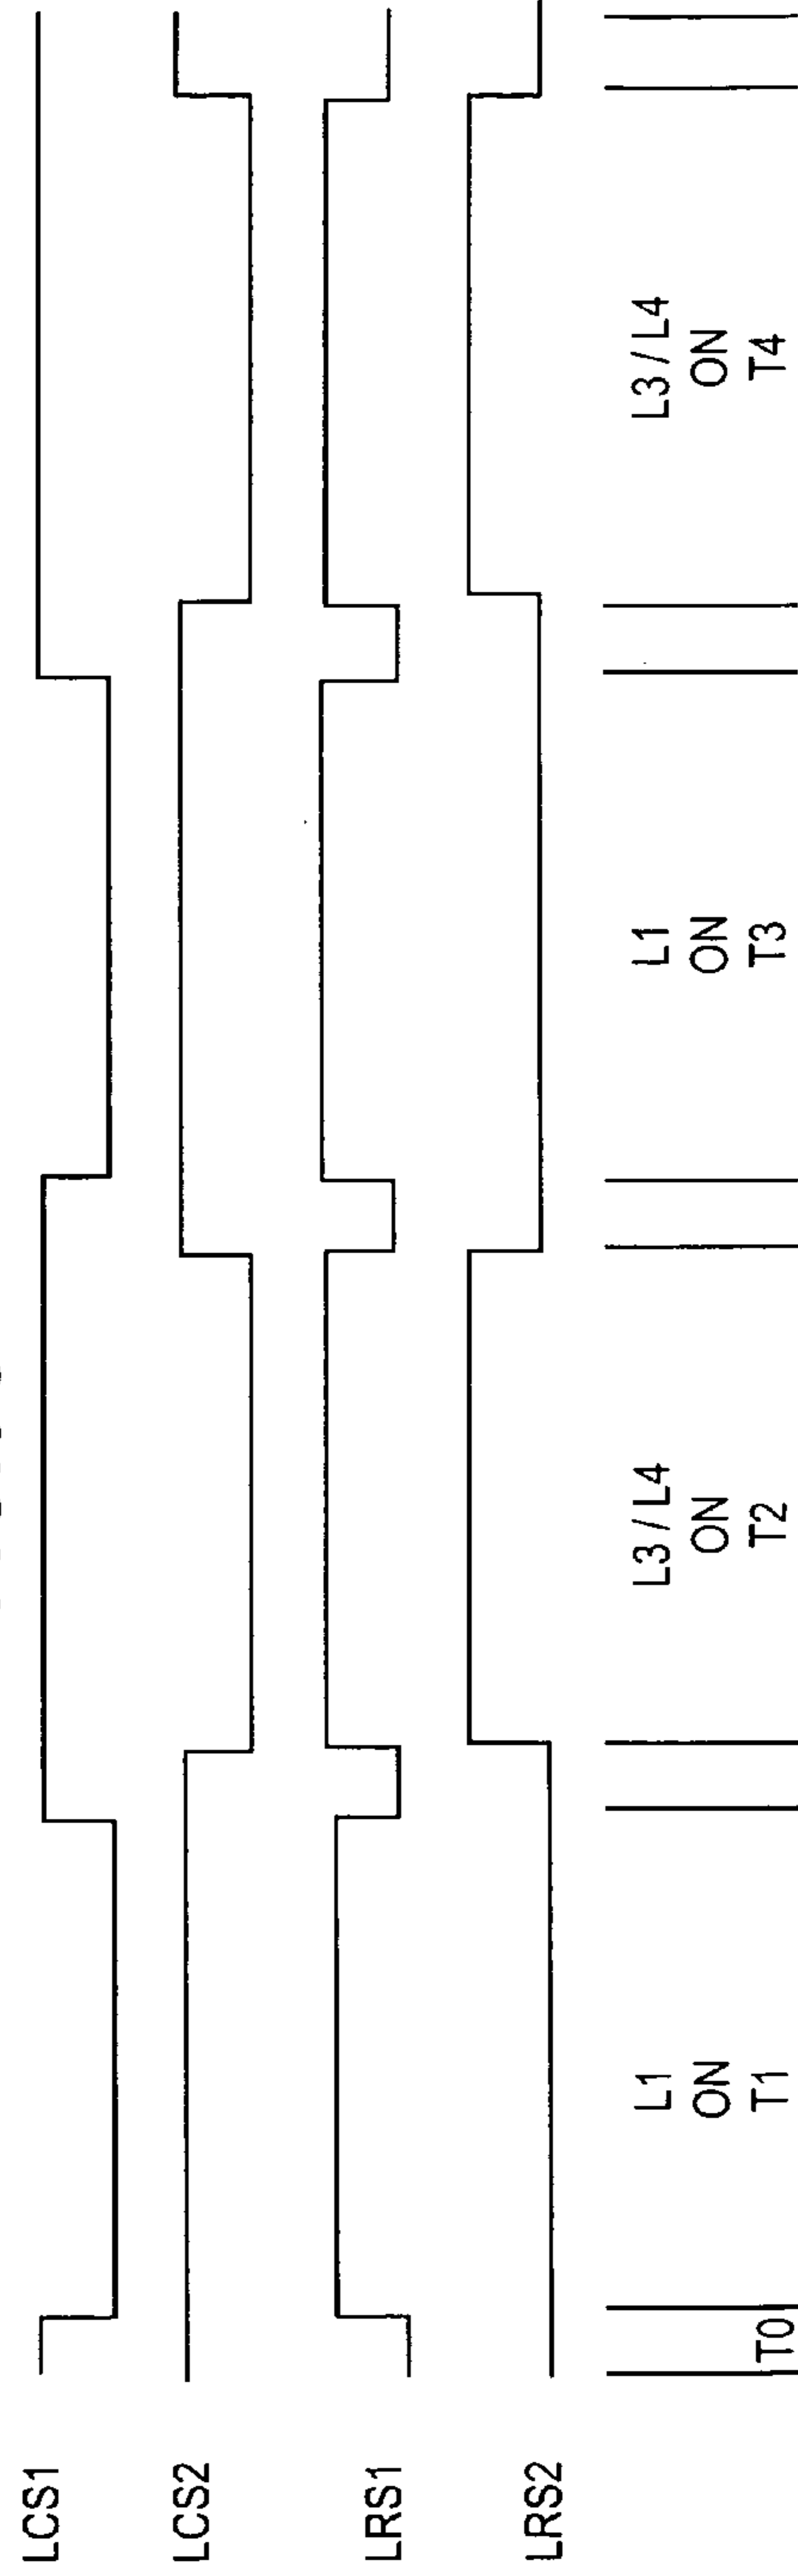 LCS1
LCS2
LRS1
LRS2
T0
L1
ON
T1
L3 / L4
ON
T2
L1
ON
T3
L3 / L4
ON
T4